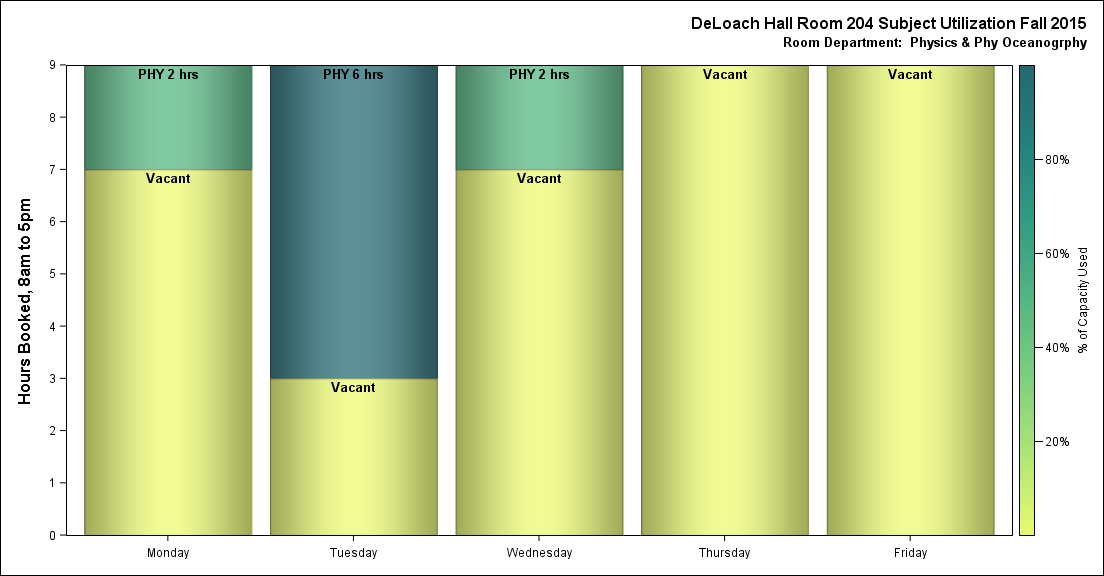 DeLoach Hall Room 204 Subject Utilization Fall 2015
Room Department:  Physics & Phy Oceanogrphy
Hours Booked, 8am to 5pm
9
8
7
6
5
4
3
2
1
0
PHY 2 hrs
Vacant
PHY 6 hrs
Vacant
PHY 2 hrs
Vacant
Vacant
Vacant
Monday
Tuesday
Wednesday
Thursday
Friday
80%
60%
40%
20%
% of Capacity Used